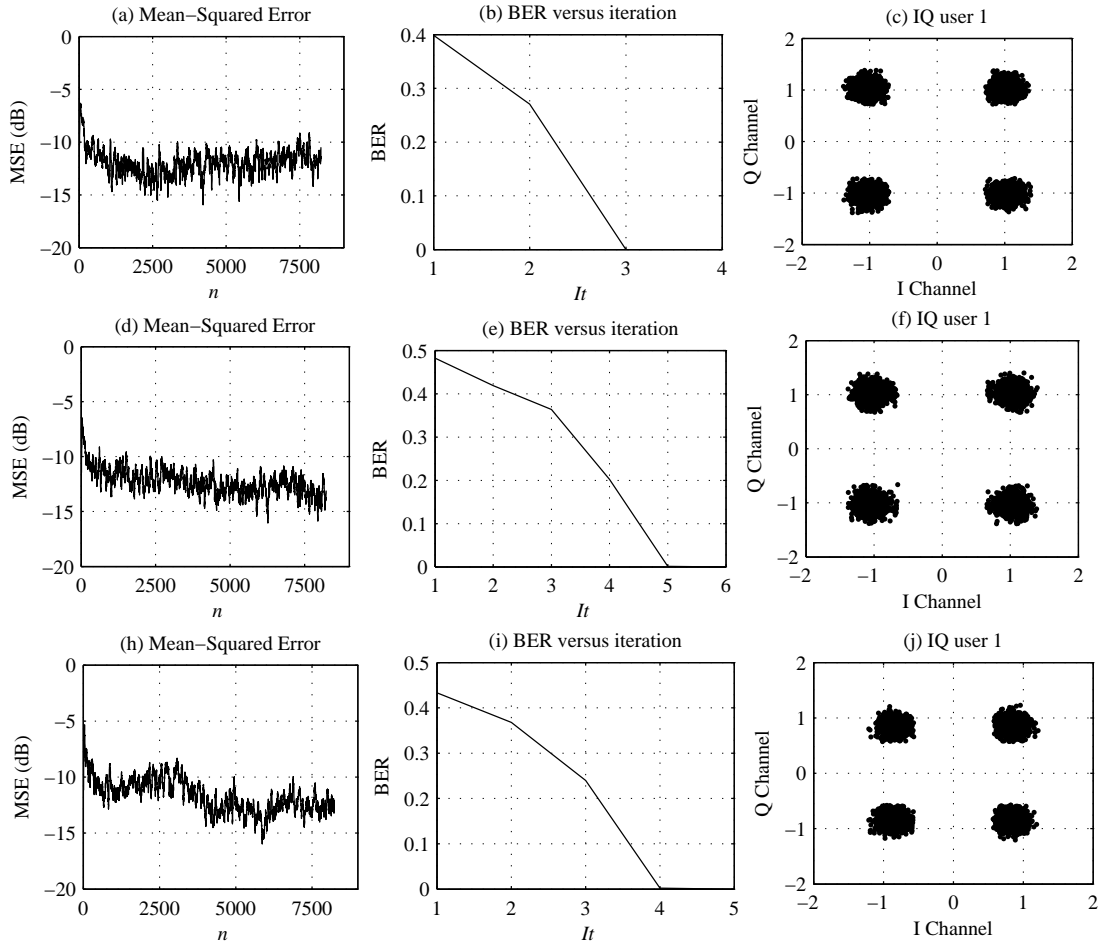 (a) Mean−Squared Error
0
−5
−10
−15
−20
MSE (dB)
0 2500 5000 7500
n
(b) BER versus iteration
0.4
0.3
0.2
0.1
0
BER
1 2 3 4
It
(c) IQ user 1
2
1
0
−1
−2
Q Channel
−2 −1 0 1 2
I Channel
(d) Mean−Squared Error
0
−5
−10
−15
−20
MSE (dB)
0 2500 5000 7500
n
(e) BER versus iteration
0.5
0.4
0.3
0.2
0.1
0
BER
1 2 3 4 5 6
It
(f) IQ user 1
2
1
0
−1
−2
Q Channel
−2 −1 0 1 2
I Channel
(h) Mean−Squared Error
0
−5
−10
−15
−20
MSE (dB)
0 2500 5000 7500
n
(i) BER versus iteration
0.5
0.4
0.3
0.2
0.1
0
BER
1 2 3 4 5
It
(j) IQ user 1
2
1
0
−1
−2
Q Channel
−2 −1 0 1 2
I Channel